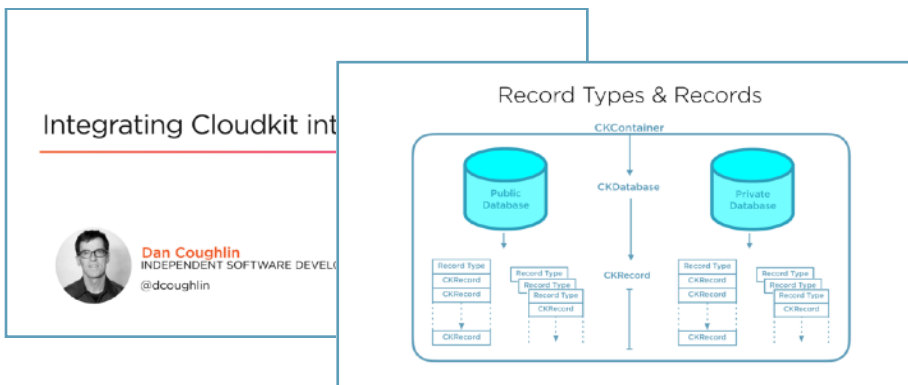 Integrating Cloudkit int
Dan Coughlin
INDEPENDENT SOFTWARE DEVELO
@dcoughlin
Record Types & Records
CKContainer
Public
Database
CKDatabase
Private
Database
CKRecord
Record Type
CKRecord
CKRecord
CKRecord
Record Type
Record Type
Record Type
CKRecord
Record Type
CKRecord
CKRecord
CKRecord
Record Type
Record Type
Record Type
CKRecord